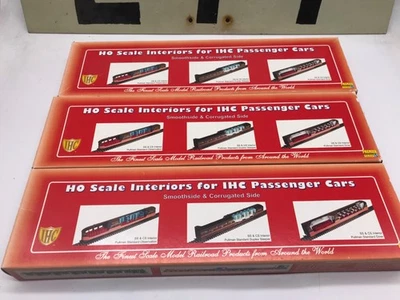 HO Scale Interiors for IHC Passenger Cars
Smoothside & Corrugated Side
IHC
The Finest Scale Model Railroad Products from Around the World
HO Scale Interiors for IHC Passenger Cars
Smoothside & Corrugated Side
IHC
The Finest Scale Model Railroad Products from Around the World
HO Scale Interiors for IHC Passenger Cars
Smoothside & Corrugated Side
IHC
The Finest Scale Model Railroad Products from Around the World